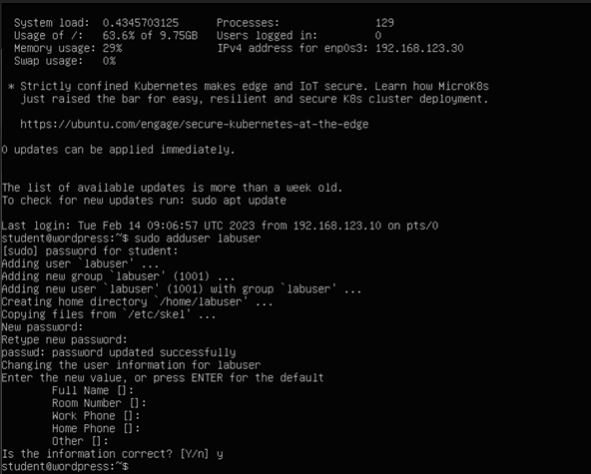 System load:  0.4345703125      Processes:               129
Usage of /:   63.6% of 9.75GB   Users logged in:         0
Memory usage: 29%               IPv4 address for enp0s3: 192.168.123.30
Swap usage:   0%
* Strictly confined Kubernetes makes edge and IoT secure. Learn how MicroK8s
just raised the bar for easy, resilient and secure K8s cluster deployment.
https://ubuntu.com/engage/secure-kubernetes-at-the-edge
0 updates can be applied immediately.
The list of available updates is more than a week old.
To check for new updates run: sudo apt update
Last login: Tue Feb 14 09:06:57 UTC 2023 from 192.168.123.10 on pts/0
student@wordpress:~$ sudo adduser labuser
[sudo] password for student:
Adding user `labuser' ...
Adding new group `labuser' (1001) ...
Adding new user `labuser' (1001) with group `labuser' ...
Creating home directory `/home/labuser' ...
Copying files from `/etc/skel' ...
New password:
Retype new password:
passwd: password updated successfully
Changing the user information for labuser
Enter the new value, or press ENTER for the default
Full Name []:
Room Number []:
Work Phone []:
Home Phone []:
Other []:
Is the information correct? [Y/n] y
student@wordpress:~$